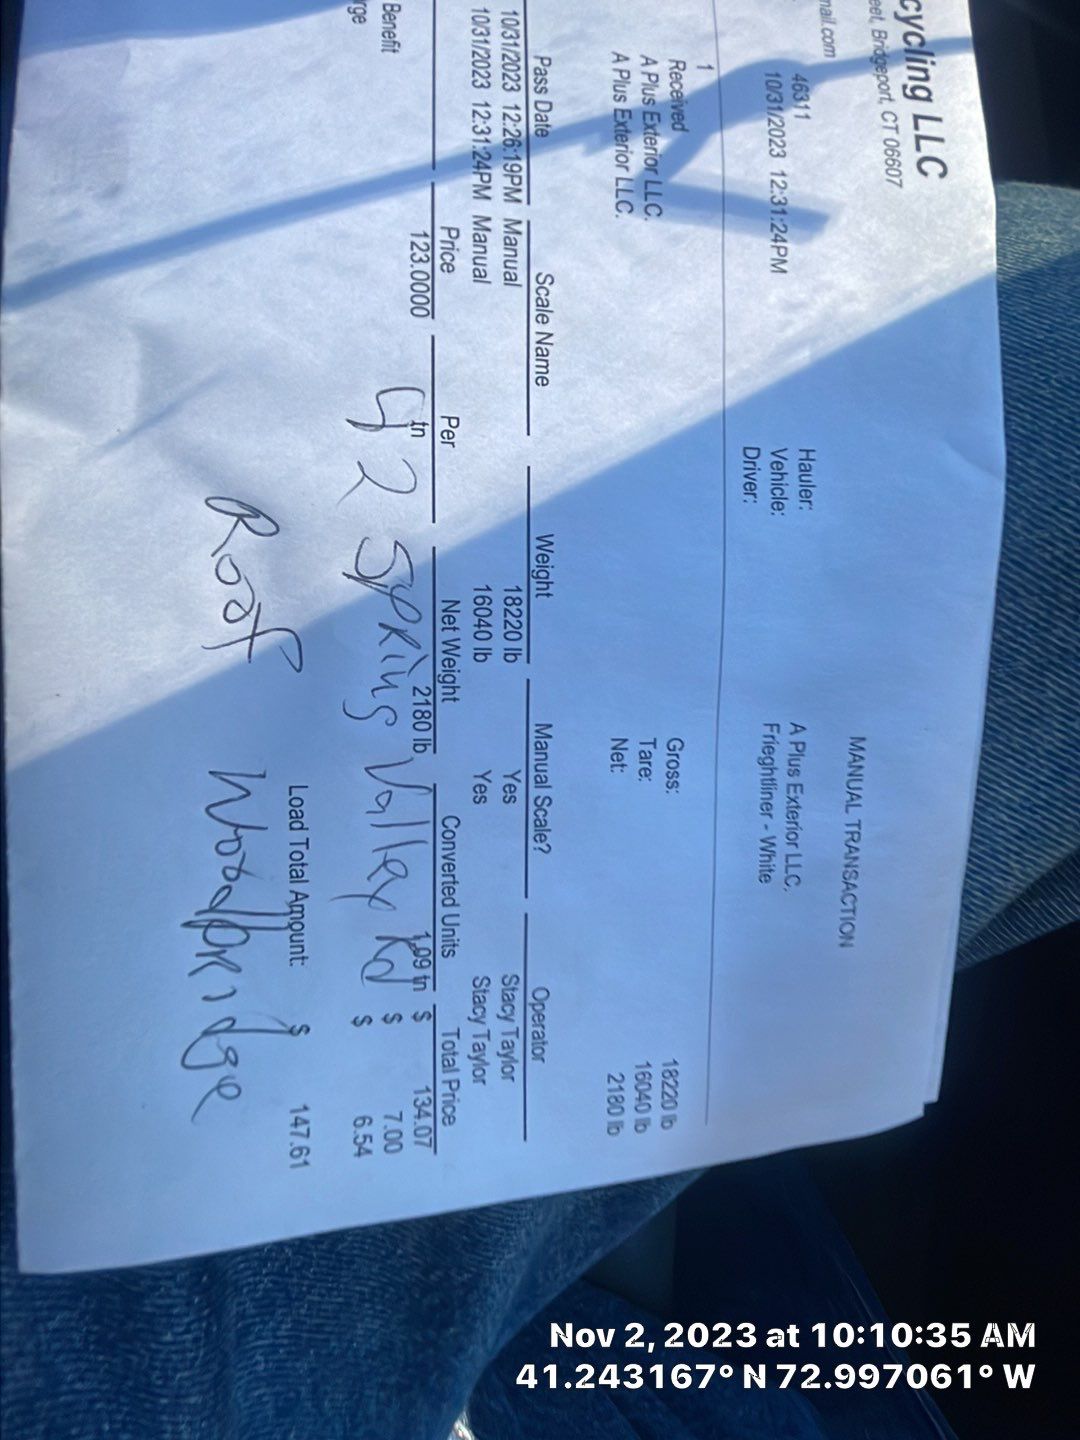 cycling LLC
eet, Bridgeport, CT 06607
mail.com
MANUAL TRANSACTION
46311 Hauler: A Plus Exterior LLC.
10/31/2023 12:31:24PM Vehicle: Frieghtliner - White
Driver:
1
Received Gross: 18220 lb
A Plus Exterior LLC. Tare: 16040 lb
A Plus Exterior LLC. Net: 2180 lb
Pass Date Scale Name Weight Manual Scale? Operator
10/31/2023 12:26:19PM Manual 18220 lb Yes Stacy Taylor
10/31/2023 12:31:24PM Manual 16040 lb Yes Stacy Taylor
Price Per Net Weight Converted Units Total Price
123.0000 tn 2180 lb 1.09 tn $ 134.07
Benefit $ 7.00
rge $ 6.54
42 Spring Valley Rd
Load Total Amount: $ 147.61
Roof Woodbridge
Nov 2, 2023 at 10:10:35 AM
41.243167° N 72.997061° W